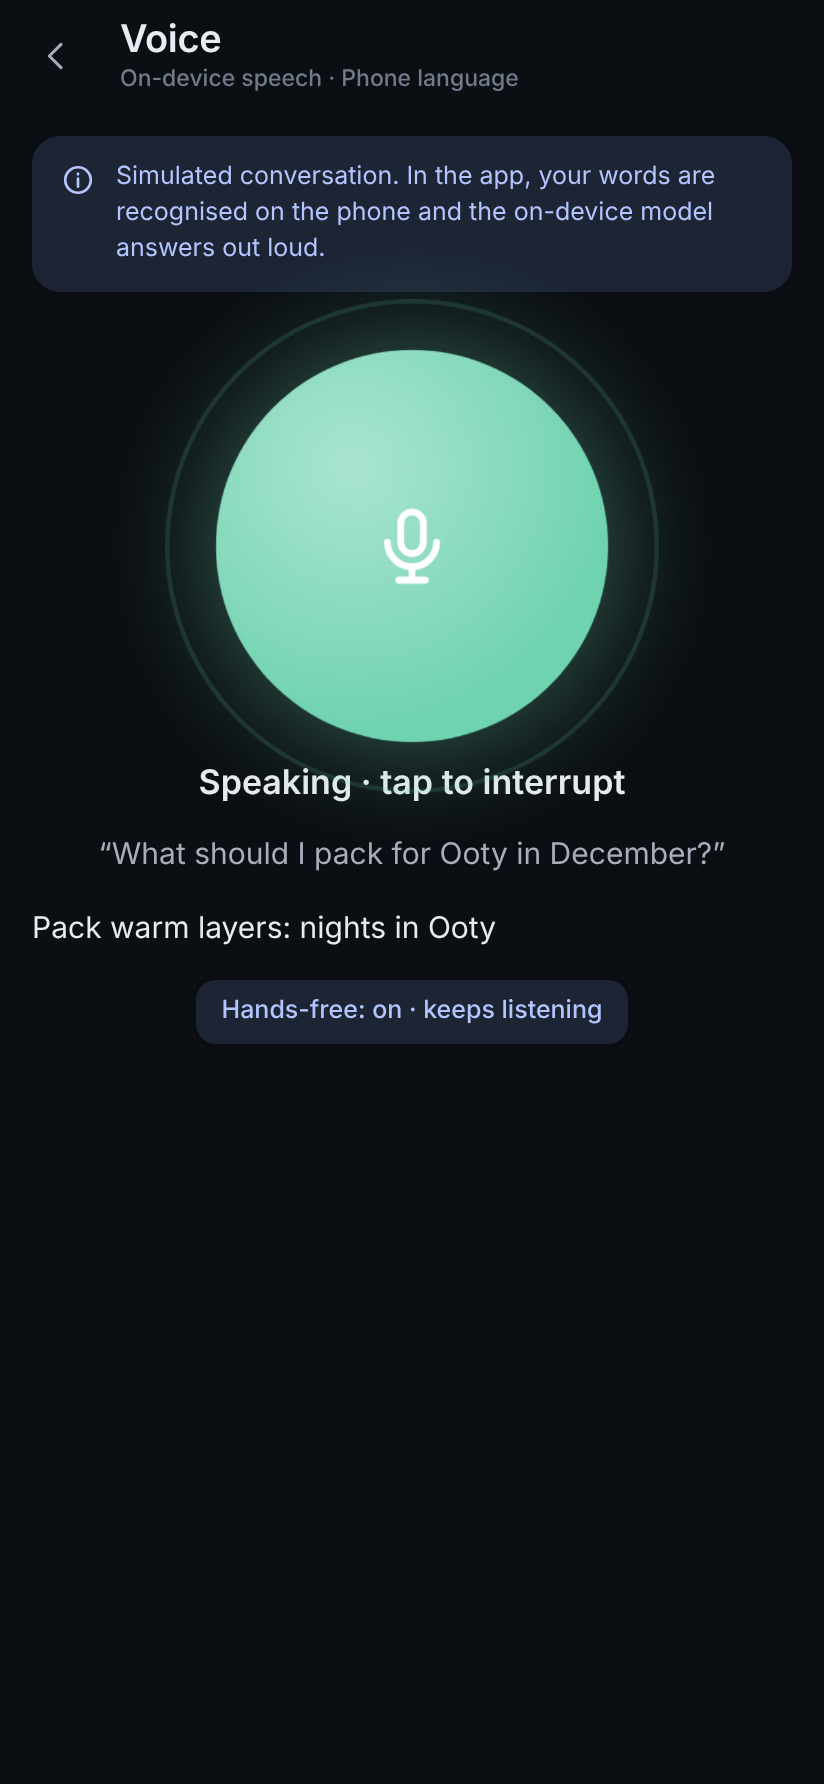 Voice
On-device speech · Phone language
Simulated conversation. In the app, your words are
recognised on the phone and the on-device model
answers out loud.
Speaking · tap to interrupt
“What should I pack for Ooty in December?”
Pack warm layers: nights in Ooty
Hands-free: on · keeps listening